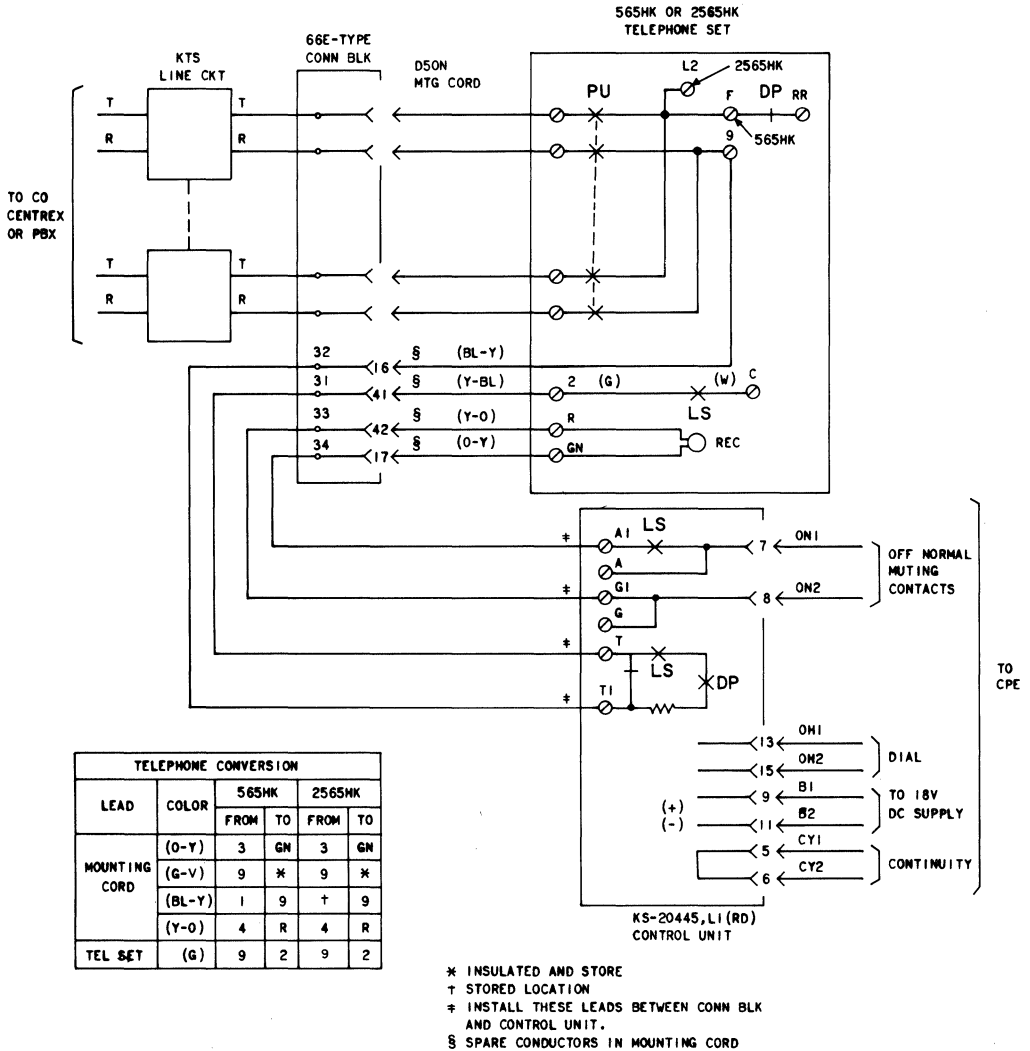 565HK OR 2565HK
TELEPHONE SET
66E-TYPE
CONN BLK
KTS
LINE CKT
D50N
MTG CORD
L2
2565HK
PU
F
DP
RR
565HK
9
T
T
R
R
TO CO
CENTREX
OR PBX
T
T
R
R
32
16
§
(BL-Y)
31
41
§
(Y-BL)
2
(G)
(W)
C
LS
33
42
§
(Y-O)
R
REC
34
17
§
(O-Y)
GN
‡
A1
LS
7
ON1
A
OFF NORMAL
MUTING
CONTACTS
‡
G1
8
ON2
G
‡
T
LS
DP
‡
T1
TO
CPE
13
OH1
15
OH2
DIAL
(+)
9
B1
TO 18V
DC SUPPLY
(-)
11
B2
5
CY1
CONTINUITY
6
CY2
KS-20445,L1(RD)
CONTROL UNIT
TELEPHONE CONVERSION
LEAD COLOR 565HK 2565HK
FROM TO FROM TO
MOUNTING
CORD
(O-Y) 3 GN 3 GN
(G-V) 9 * 9 *
(BL-Y) 1 9 † 9
(Y-O) 4 R 4 R
TEL SET (G) 9 2 9 2
* INSULATED AND STORE
† STORED LOCATION
‡ INSTALL THESE LEADS BETWEEN CONN BLK
AND CONTROL UNIT.
§ SPARE CONDUCTORS IN MOUNTING CORD